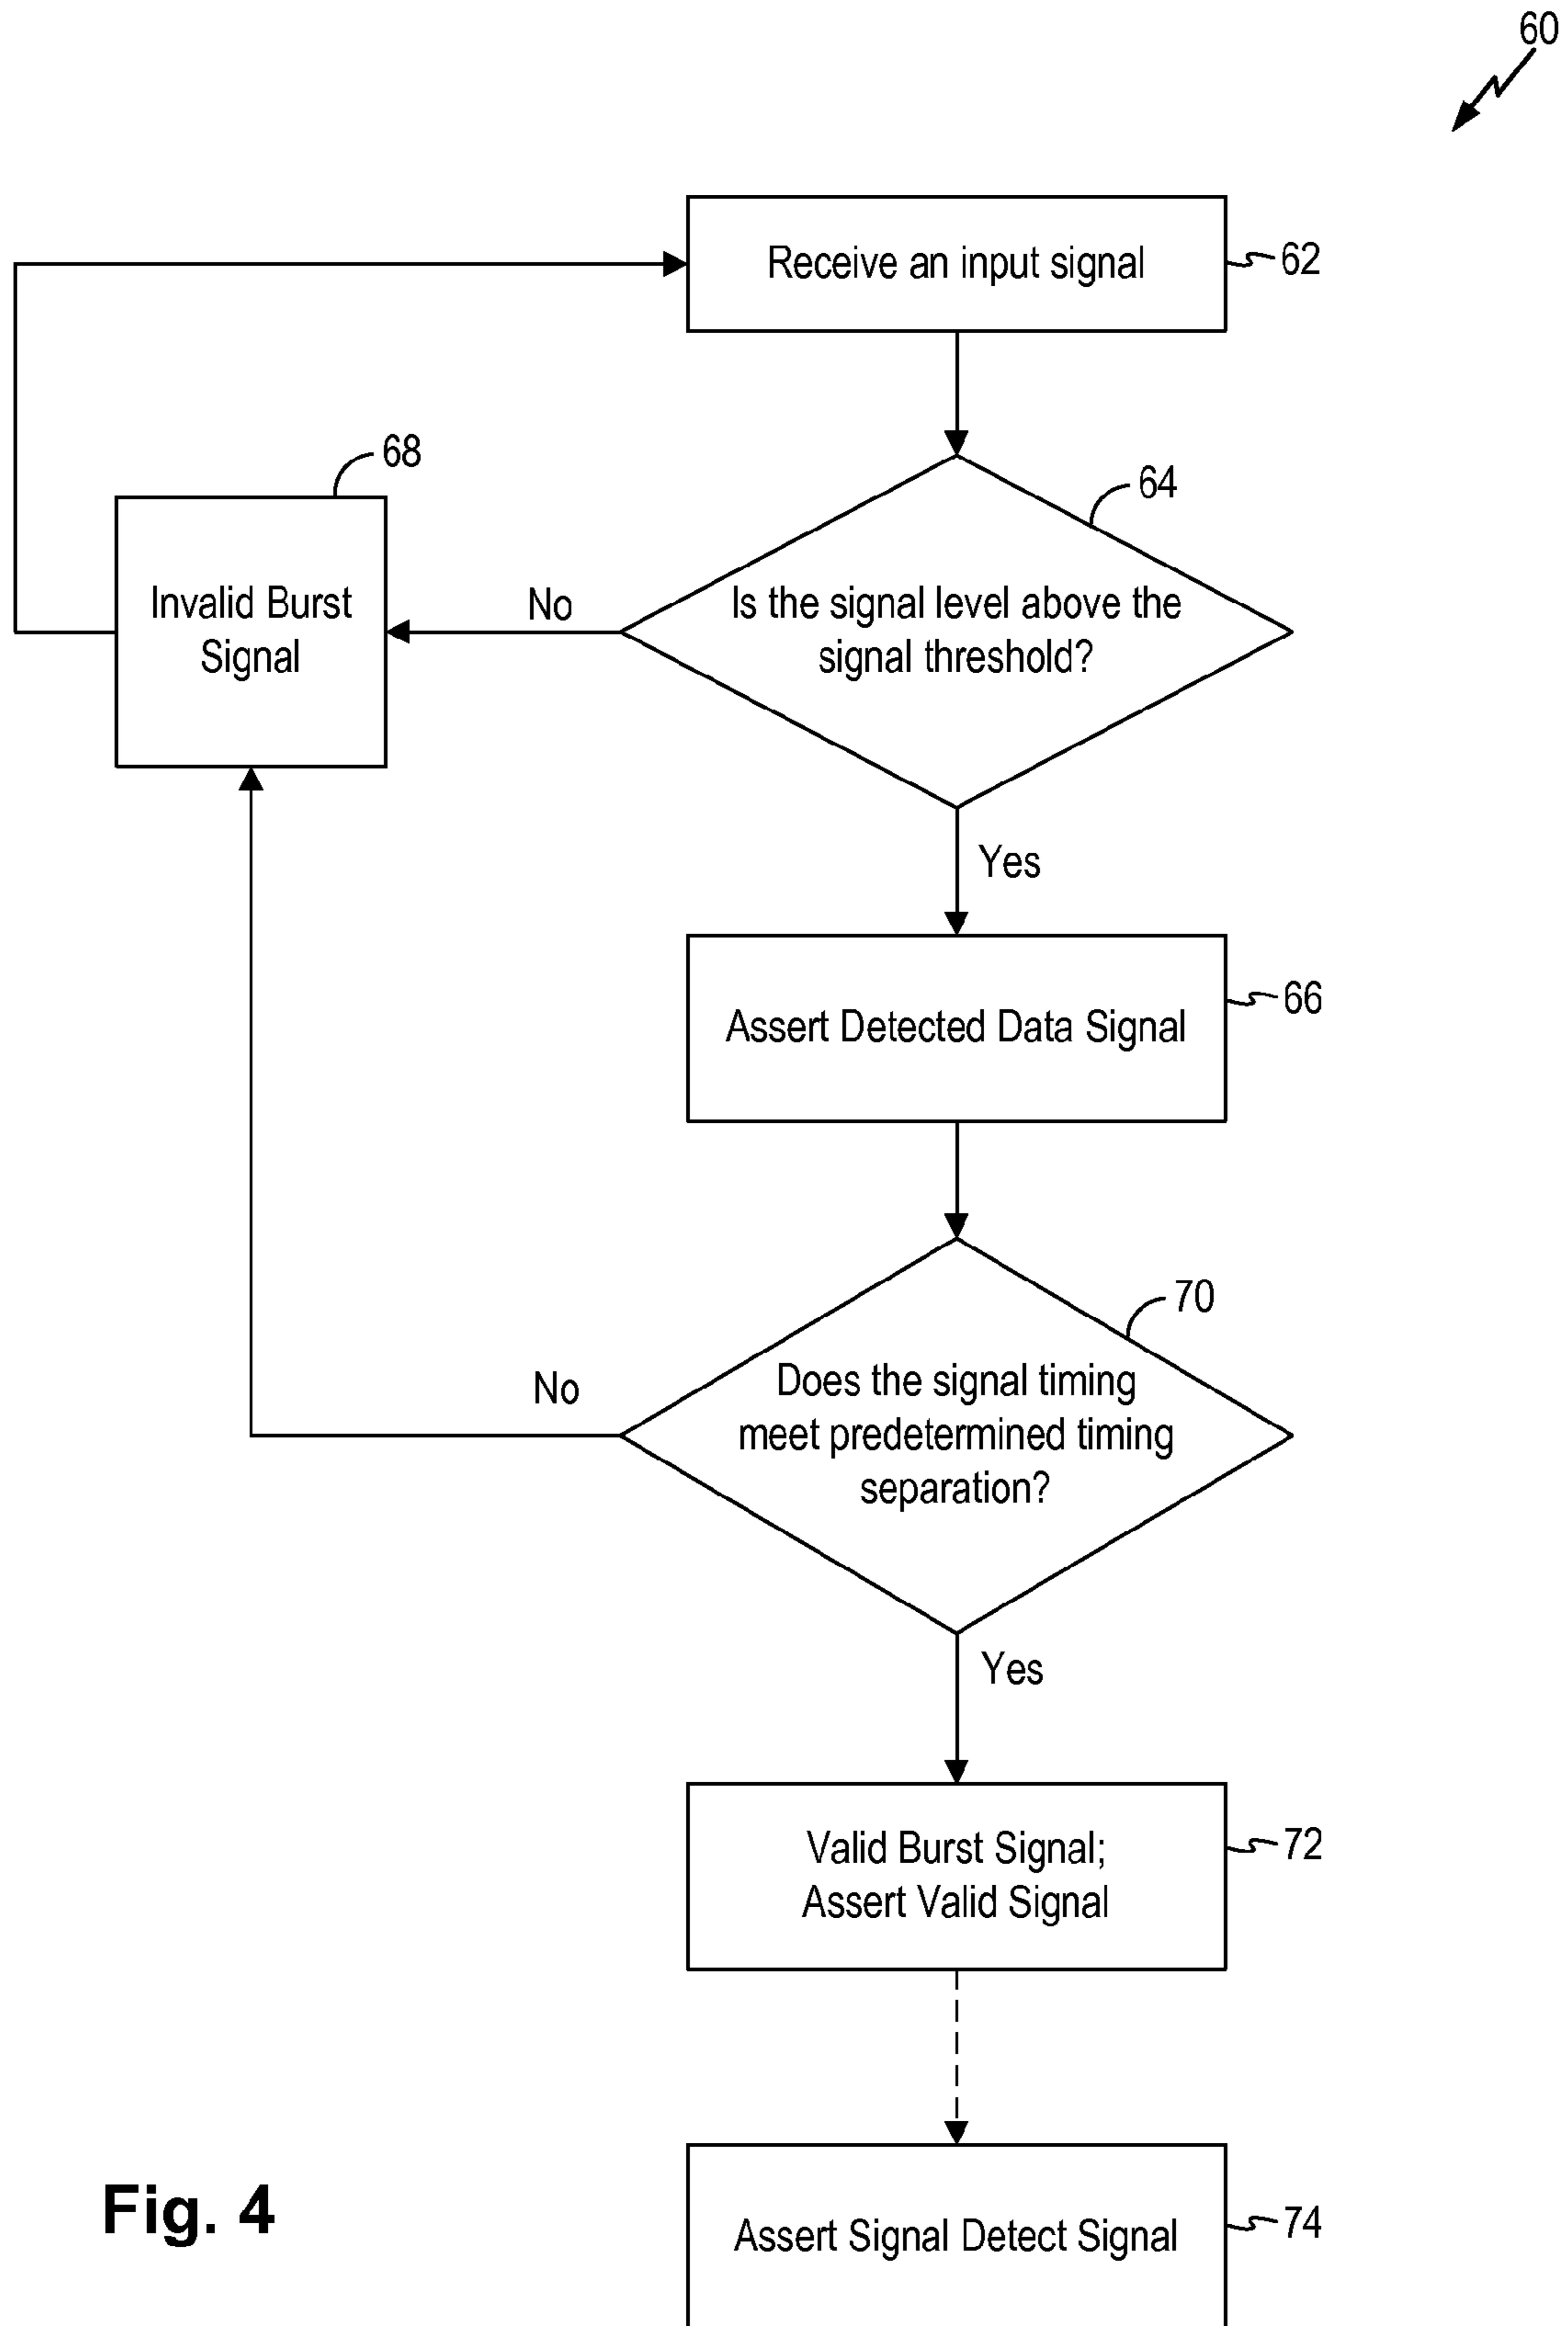 60
Receive an input signal
62
68
64
Invalid Burst
Signal
No
Is the signal level above the
signal threshold?
Yes
Assert Detected Data Signal
66
70
No
Does the signal timing
meet predetermined timing
separation?
Yes
Valid Burst Signal;
Assert Valid Signal
72
Assert Signal Detect Signal
74
Fig. 4